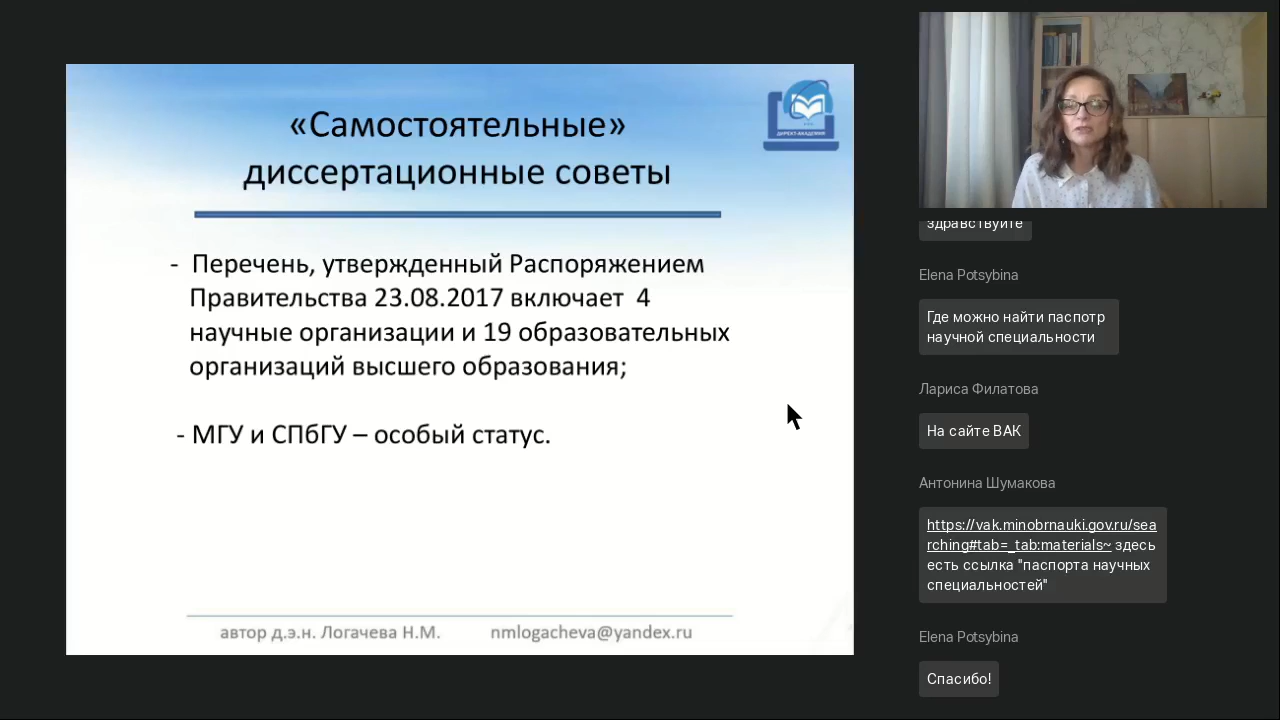 «Самостоятельные»
диссертационные советы
ДИРЕКТ-АКАДЕМИЯ
- Перечень, утвержденный Распоряжением
Правительства 23.08.2017 включает 4
научные организации и 19 образовательных
организаций высшего образования;
- МГУ и СПбГУ – особый статус.
автор д.э.н. Логачева Н.М. nmlogacheva@yandex.ru
здравствуйте
Elena Potsybina
Где можно найти паспотр
научной специальности
Лариса Филатова
На сайте ВАК
Антонина Шумакова
https://vak.minobrnauki.gov.ru/sea
rching#tab=_tab:materials~ здесь
есть ссылка "паспорта научных
специальностей"
Elena Potsybina
Спасибо!